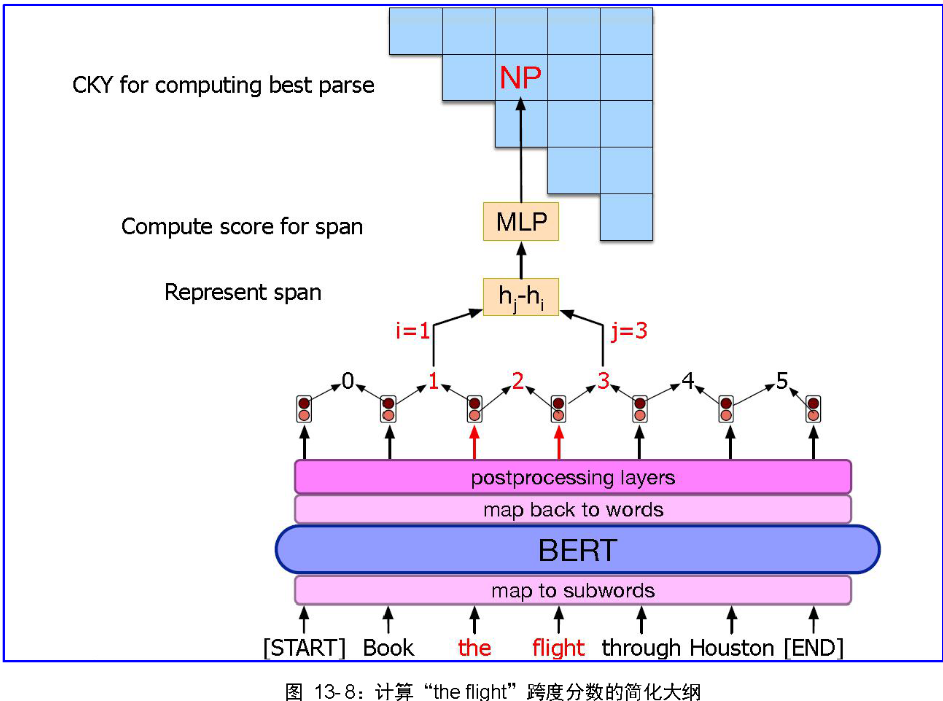 CKY for computing best parse
NP
Compute score for span
MLP
Represent span
hj-hi
i=1
j=3
0 1 2 3 4 5
postprocessing layers
map back to words
BERT
map to subwords
[START] Book the flight through Houston [END]
图 13-8：计算“the flight”跨度分数的简化大纲